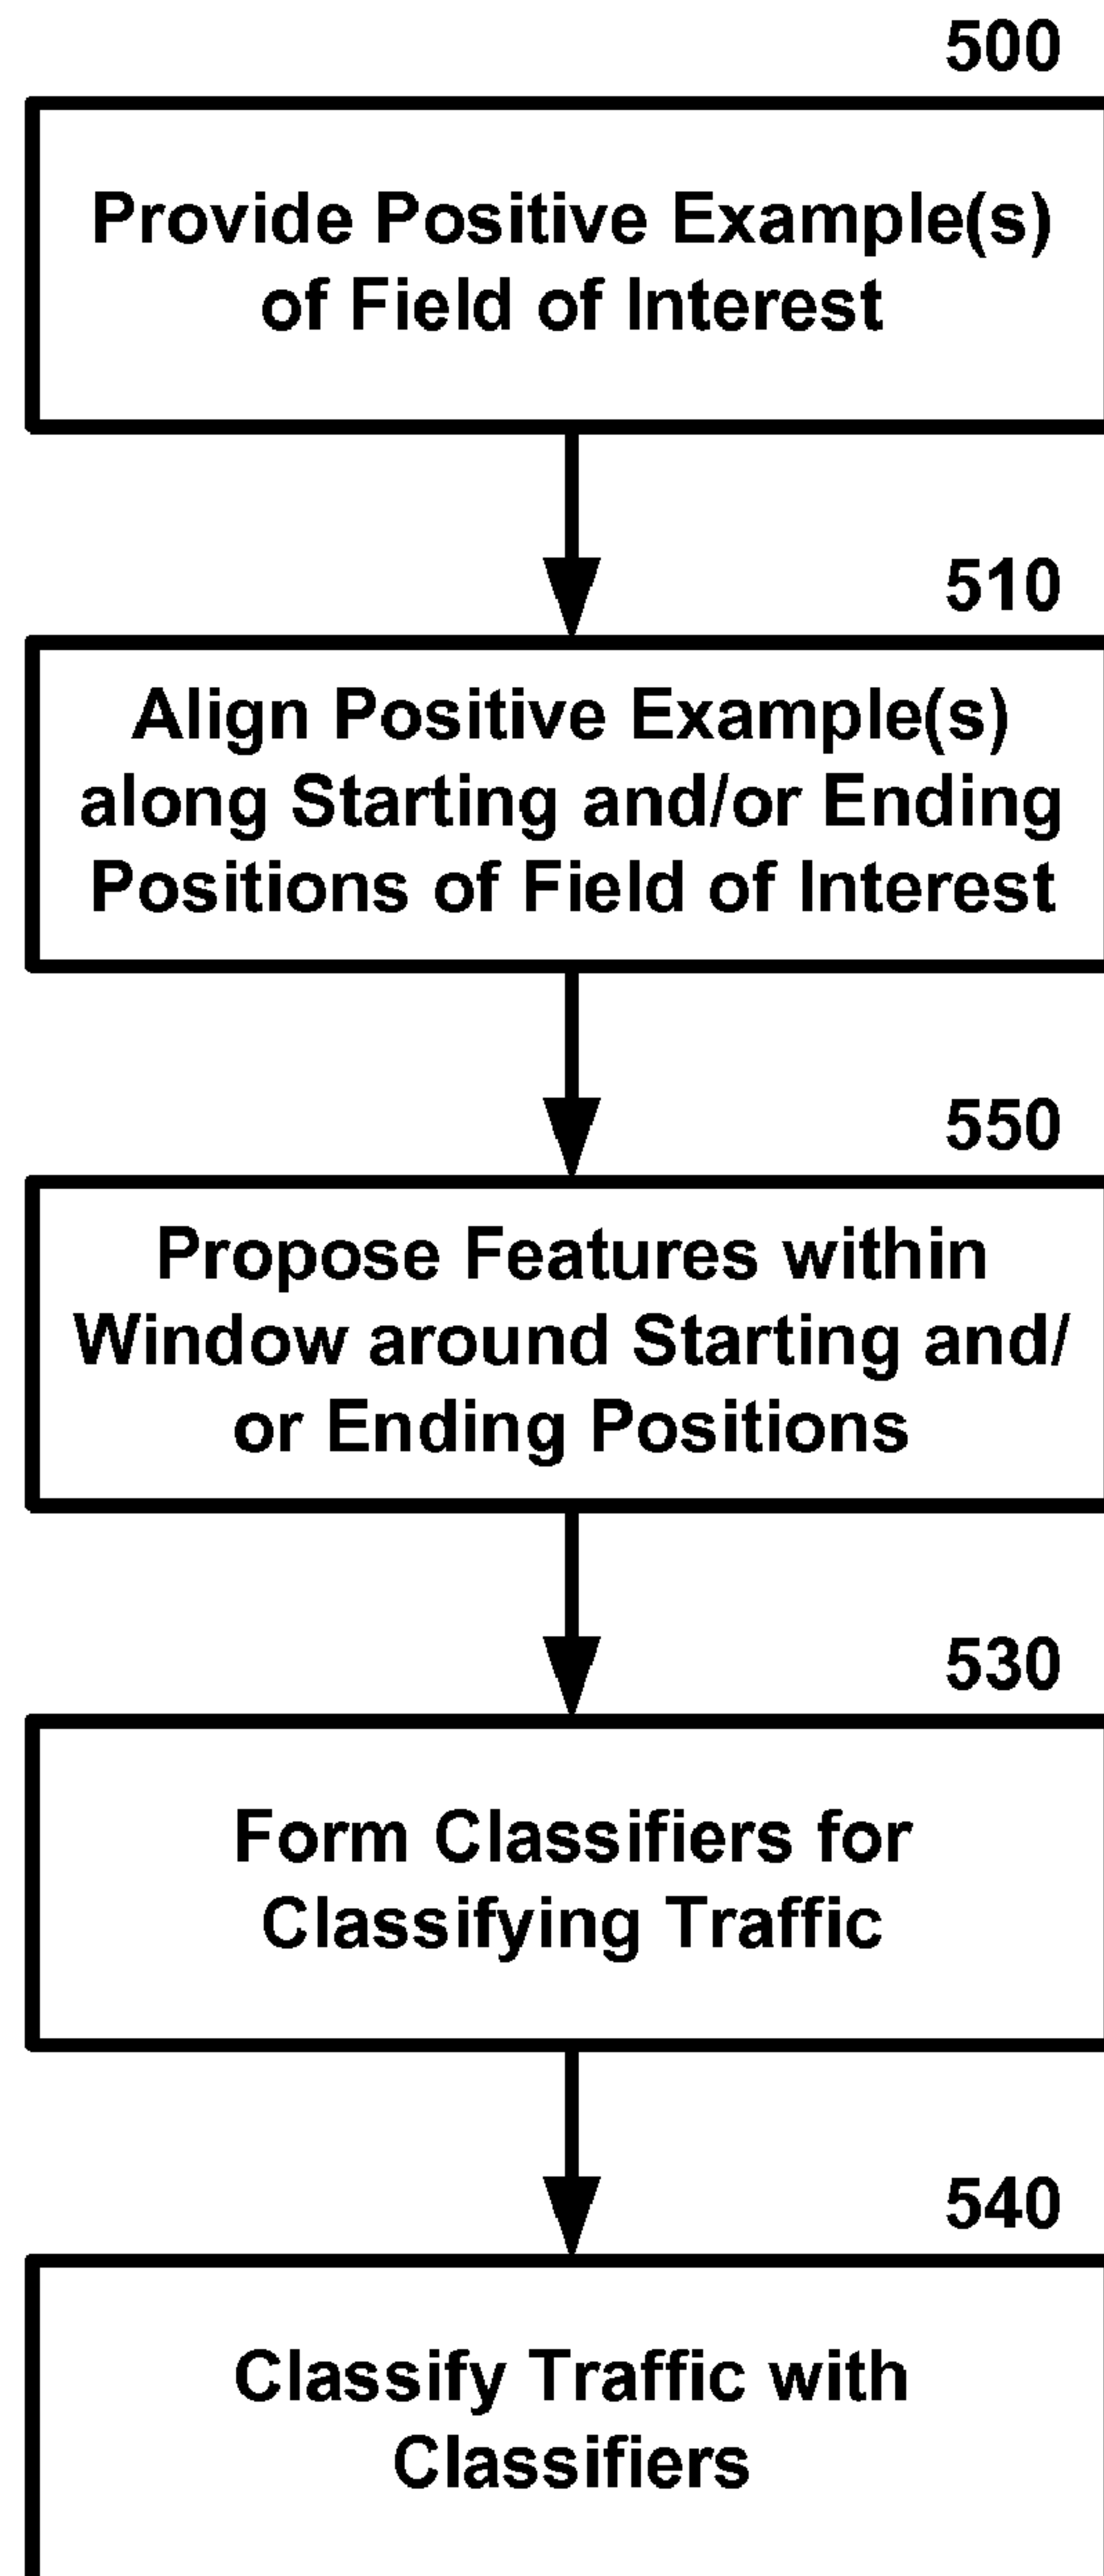 500
Provide Positive Example(s)
of Field of Interest
510
Align Positive Example(s)
along Starting and/or Ending
Positions of Field of Interest
550
Propose Features within
Window around Starting and/
or Ending Positions
530
Form Classifiers for
Classifying Traffic
540
Classify Traffic with
Classifiers